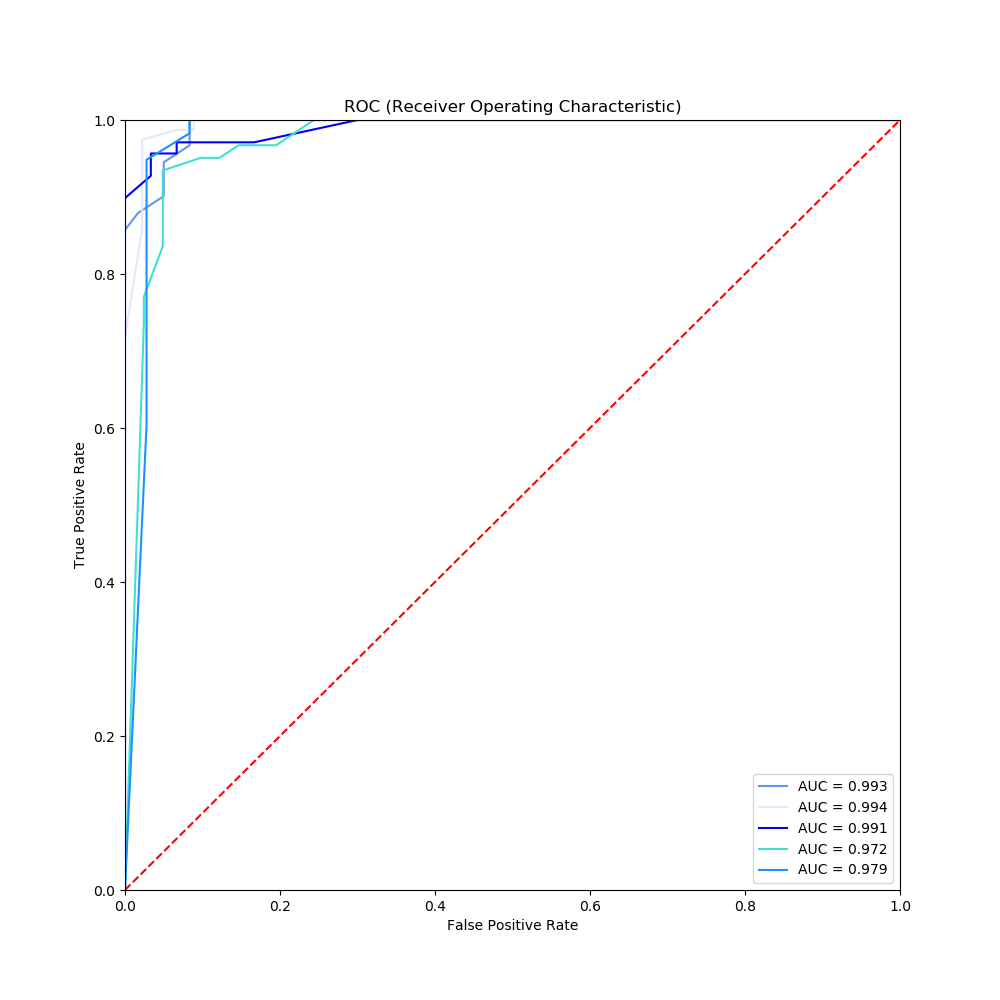 ROC (Receiver Operating Characteristic)
1.0
0.8
0.6
0.4
0.2
0.0
True Positive Rate
0.0 0.2 0.4 0.6 0.8 1.0
False Positive Rate
AUC = 0.993
AUC = 0.994
AUC = 0.991
AUC = 0.972
AUC = 0.979